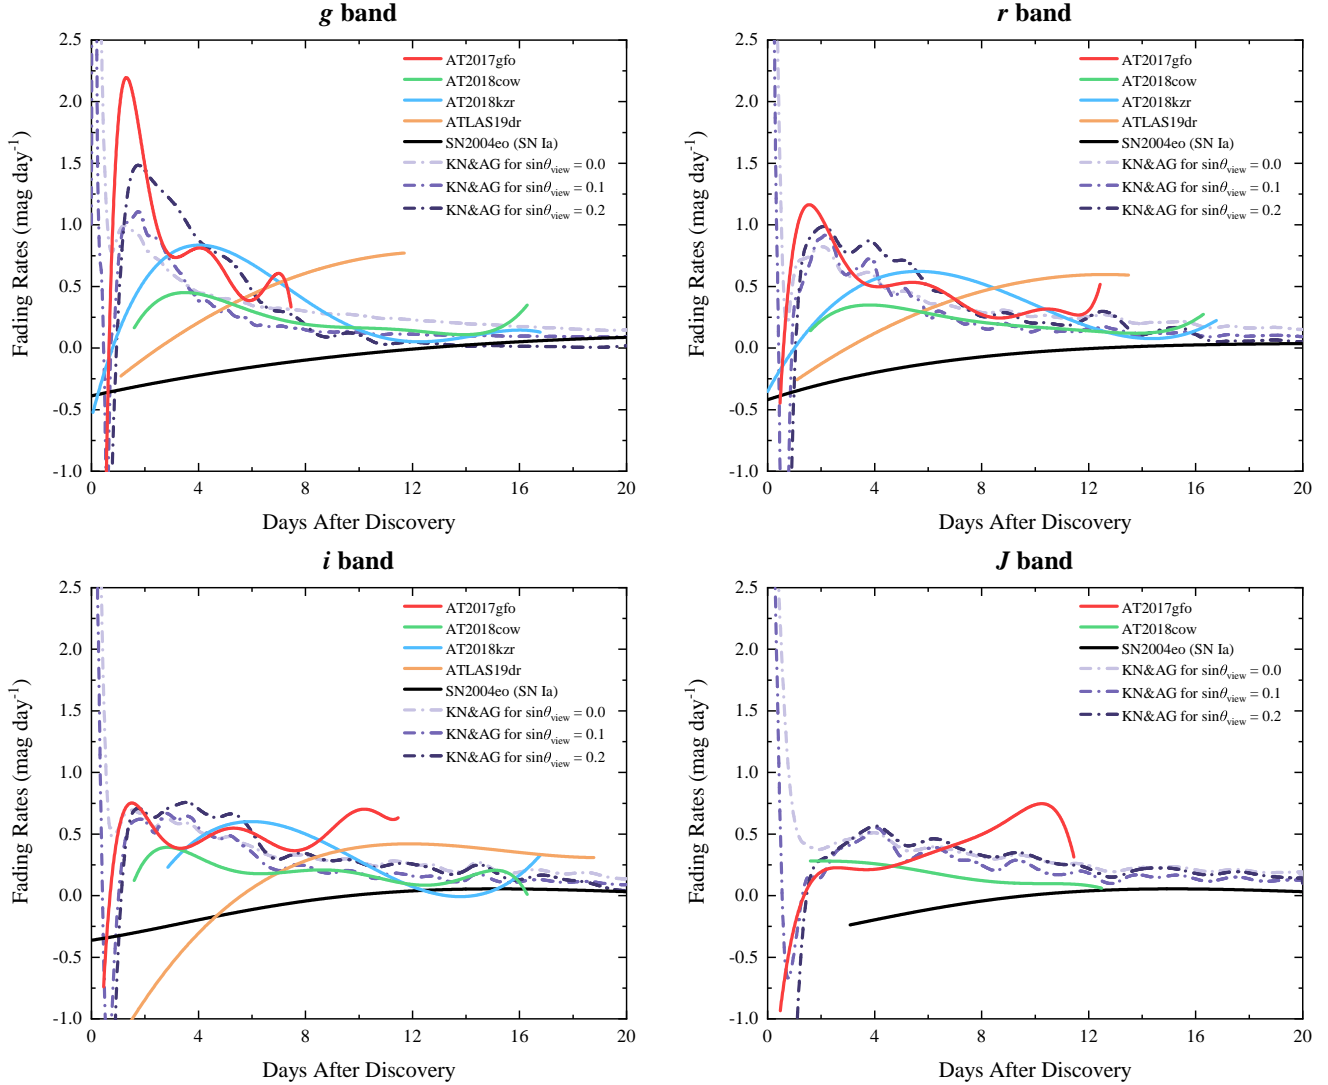 g band
2.5
2.0
1.5
1.0
0.5
0.0
-0.5
-1.0
0 4 8 12 16 20
Fading Rates (mag day-1)
Days After Discovery
AT2017gfo
AT2018cow
AT2018kzr
ATLAS19dr
SN2004eo (SN Ia)
KN&AG for sinθview = 0.0
KN&AG for sinθview = 0.1
KN&AG for sinθview = 0.2
r band
2.5
2.0
1.5
1.0
0.5
0.0
-0.5
-1.0
0 4 8 12 16 20
Fading Rates (mag day-1)
Days After Discovery
AT2017gfo
AT2018cow
AT2018kzr
ATLAS19dr
SN2004eo (SN Ia)
KN&AG for sinθview = 0.0
KN&AG for sinθview = 0.1
KN&AG for sinθview = 0.2
i band
2.5
2.0
1.5
1.0
0.5
0.0
-0.5
-1.0
0 4 8 12 16 20
Fading Rates (mag day-1)
Days After Discovery
AT2017gfo
AT2018cow
AT2018kzr
ATLAS19dr
SN2004eo (SN Ia)
KN&AG for sinθview = 0.0
KN&AG for sinθview = 0.1
KN&AG for sinθview = 0.2
J band
2.5
2.0
1.5
1.0
0.5
0.0
-0.5
-1.0
0 4 8 12 16 20
Fading Rates (mag day-1)
Days After Discovery
AT2017gfo
AT2018cow
SN2004eo (SN Ia)
KN&AG for sinθview = 0.0
KN&AG for sinθview = 0.1
KN&AG for sinθview = 0.2